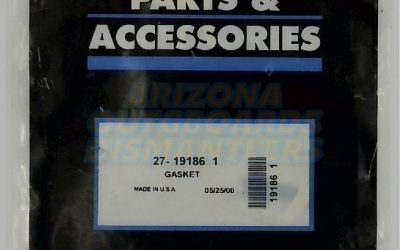 PARTS &
ACCESSORIES
ARIZONA
OUTBOARDS
DISMANTLERS
27- 19186 1
GASKET
MADE IN U.S.A. 05/25/00
19186 1